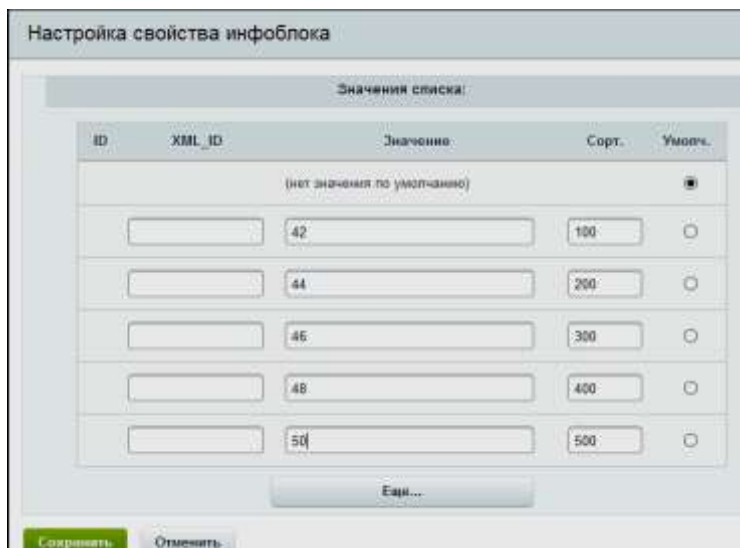 Настройка свойства инфоблока
Значения списка:
ID XML_ID Значение Сорт. Умолч.
(нет значения по умолчанию)
42 100
44 200
46 300
48 400
50 500
Еще...
Сохранить Отменить